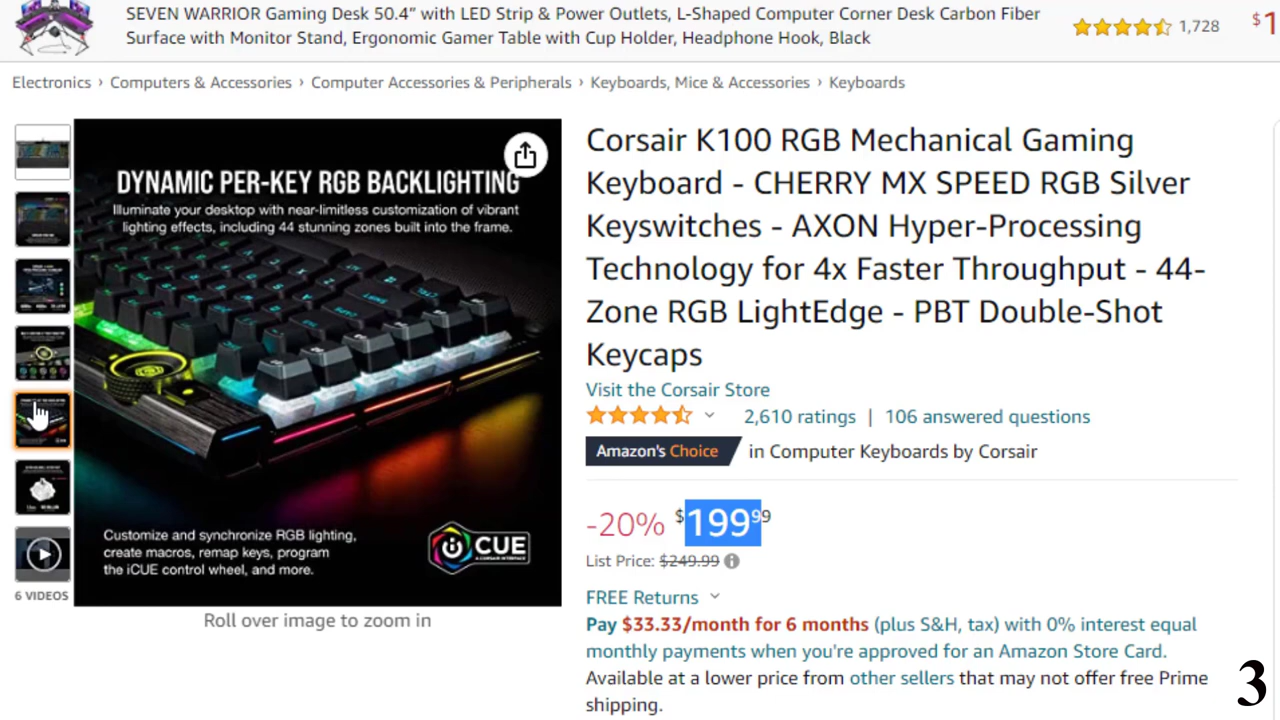 SEVEN WARRIOR Gaming Desk 50.4” with LED Strip & Power Outlets, L-Shaped Computer Corner Desk Carbon Fiber
Surface with Monitor Stand, Ergonomic Gamer Table with Cup Holder, Headphone Hook, Black
1,728
$1
Electronics › Computers & Accessories › Computer Accessories & Peripherals › Keyboards, Mice & Accessories › Keyboards
DYNAMIC PER-KEY RGB BACKLIGHTING
Illuminate your desktop with near-limitless customization of vibrant
lighting effects, including 44 stunning zones built into the frame.
Customize and synchronize RGB lighting,
create macros, remap keys, program
the iCUE control wheel, and more.
CUE
6 VIDEOS
Roll over image to zoom in
Corsair K100 RGB Mechanical Gaming
Keyboard - CHERRY MX SPEED RGB Silver
Keyswitches - AXON Hyper-Processing
Technology for 4x Faster Throughput - 44-
Zone RGB LightEdge - PBT Double-Shot
Keycaps
Visit the Corsair Store
2,610 ratings | 106 answered questions
Amazon's Choice in Computer Keyboards by Corsair
-20% $19999
List Price: $249.99
FREE Returns
Pay $33.33/month for 6 months (plus S&H, tax) with 0% interest equal
monthly payments when you're approved for an Amazon Store Card.
Available at a lower price from other sellers that may not offer free Prime
shipping.
3